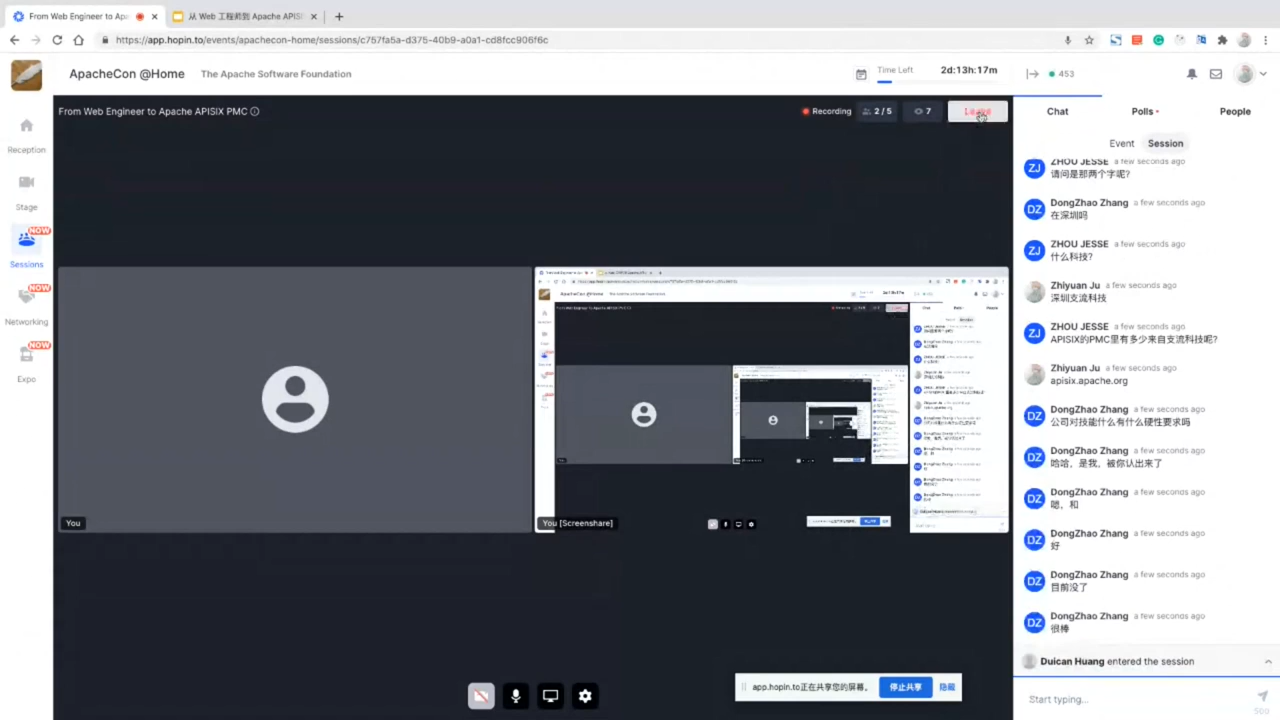 From Web Engineer to Apa
从 Web 工程师到 Apache APISI
https://app.hopin.to/events/apachecon-home/sessions/c757fa5a-d375-40b9-a0a1-cd8fcc906f6c
ApacheCon @Home
The Apache Software Foundation
Time Left
2d:13h:17m
453
From Web Engineer to Apache APISIX PMC
Recording
2 / 5
7
Leave
Chat
Polls
People
Event
Session
Reception
Stage
NOW
Sessions
NOW
Networking
NOW
Expo
ZJ
ZHOU JESSE a few seconds ago
请问是那两个字呢?
DZ
DongZhao Zhang a few seconds ago
在深圳吗
ZJ
ZHOU JESSE a few seconds ago
什么科技?
Zhiyuan Ju a few seconds ago
深圳支流科技
ZJ
ZHOU JESSE a few seconds ago
APISIX的PMC里有多少来自支流科技呢?
Zhiyuan Ju a few seconds ago
apisix.apache.org
DZ
DongZhao Zhang a few seconds ago
公司对技能什么有什么硬性要求吗
DZ
DongZhao Zhang a few seconds ago
哈哈，是我，被你认出来了
DZ
DongZhao Zhang a few seconds ago
嗯，和
DZ
DongZhao Zhang a few seconds ago
好
DZ
DongZhao Zhang a few seconds ago
目前没了
DZ
DongZhao Zhang a few seconds ago
很棒
Duican Huang entered the session
Start typing...
500
You
You [Screenshare]
app.hopin.to正在共享您的屏幕。
停止共享
隐藏